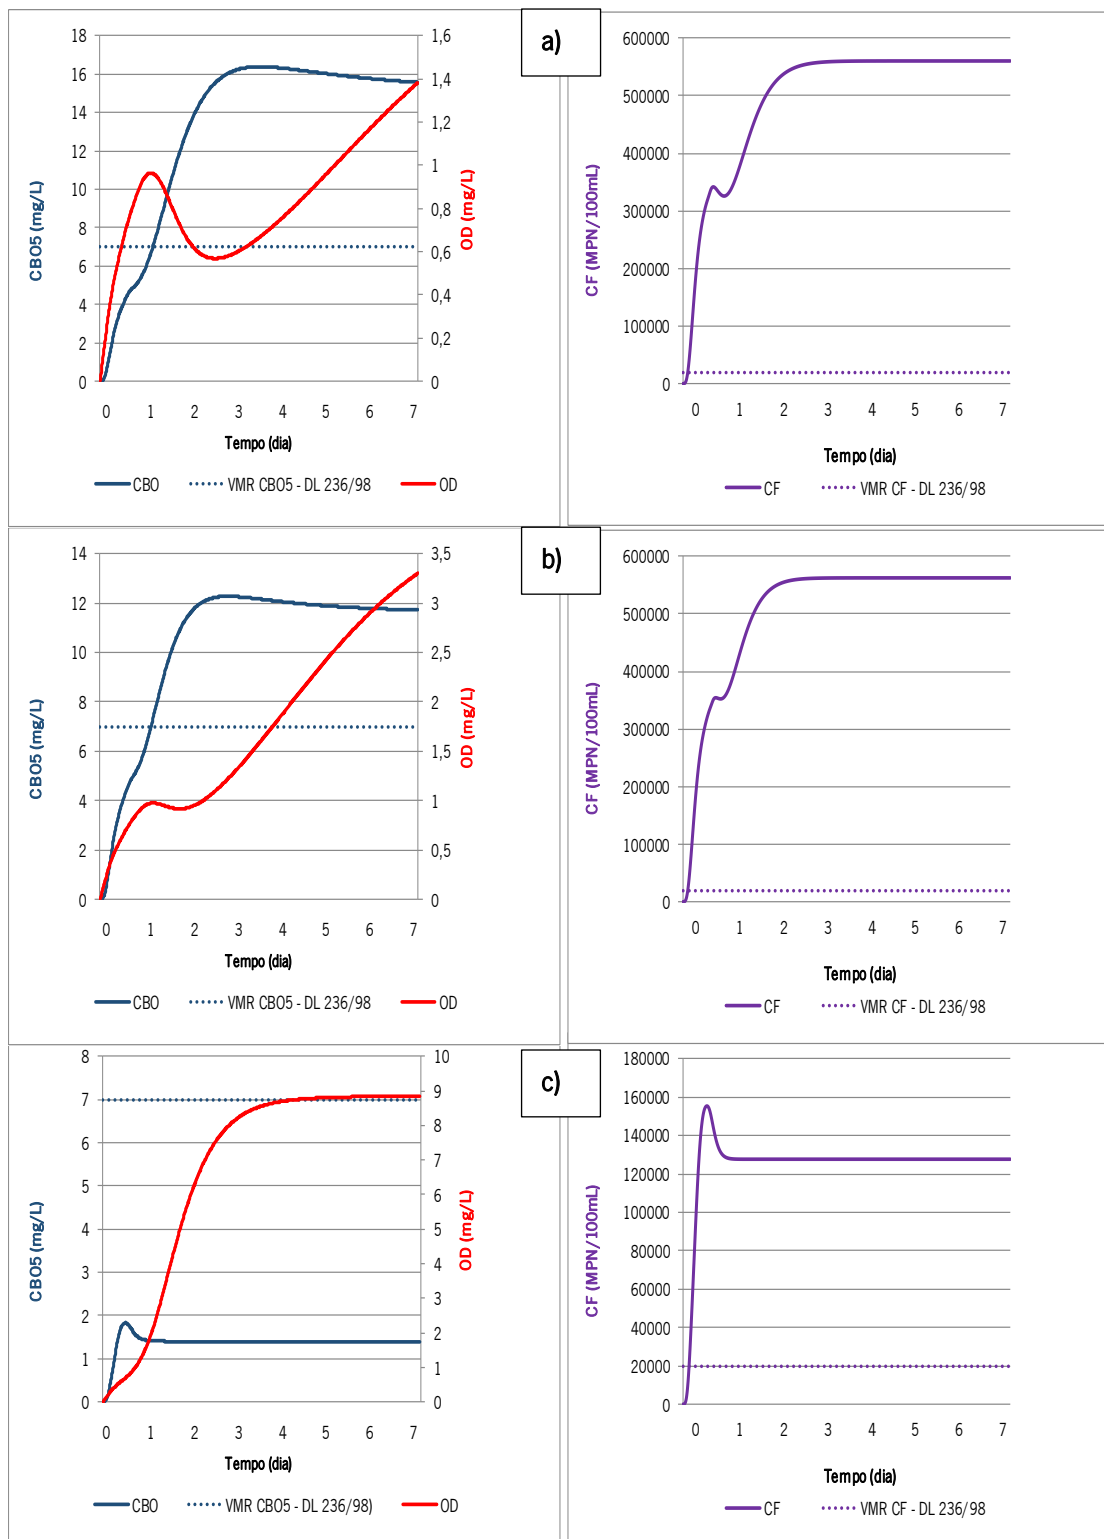 a)
18
16
14
12
10
8
6
4
2
0
1,6
1,4
1,2
1
0,8
0,6
0,4
0,2
0
CBO5 (mg/L)
OD (mg/L)
0 1 2 3 4 5 6 7
Tempo (dia)
CBO VMR CBO5 - DL 236/98 OD
600000
500000
400000
300000
200000
100000
0
CF (MPN/100mL)
0 1 2 3 4 5 6 7
Tempo (dia)
CF VMR CF - DL 236/98
b)
14
12
10
8
6
4
2
0
3,5
3
2,5
2
1,5
1
0,5
0
CBO5 (mg/L)
OD (mg/L)
0 1 2 3 4 5 6 7
Tempo (dia)
CBO VMR CBO5 - DL 236/98 OD
600000
500000
400000
300000
200000
100000
0
CF (MPN/100mL)
0 1 2 3 4 5 6 7
Tempo (dia)
CF VMR CF - DL 236/98
c)
8
7
6
5
4
3
2
1
0
10
9
8
7
6
5
4
3
2
1
0
CBO5 (mg/L)
OD (mg/L)
0 1 2 3 4 5 6 7
Tempo (dia)
CBO VMR CBO5 - DL 236/98) OD
180000
160000
140000
120000
100000
80000
60000
40000
20000
0
CF (MPN/100mL)
0 1 2 3 4 5 6 7
Tempo (dia)
CF VMR CF - DL 236/98